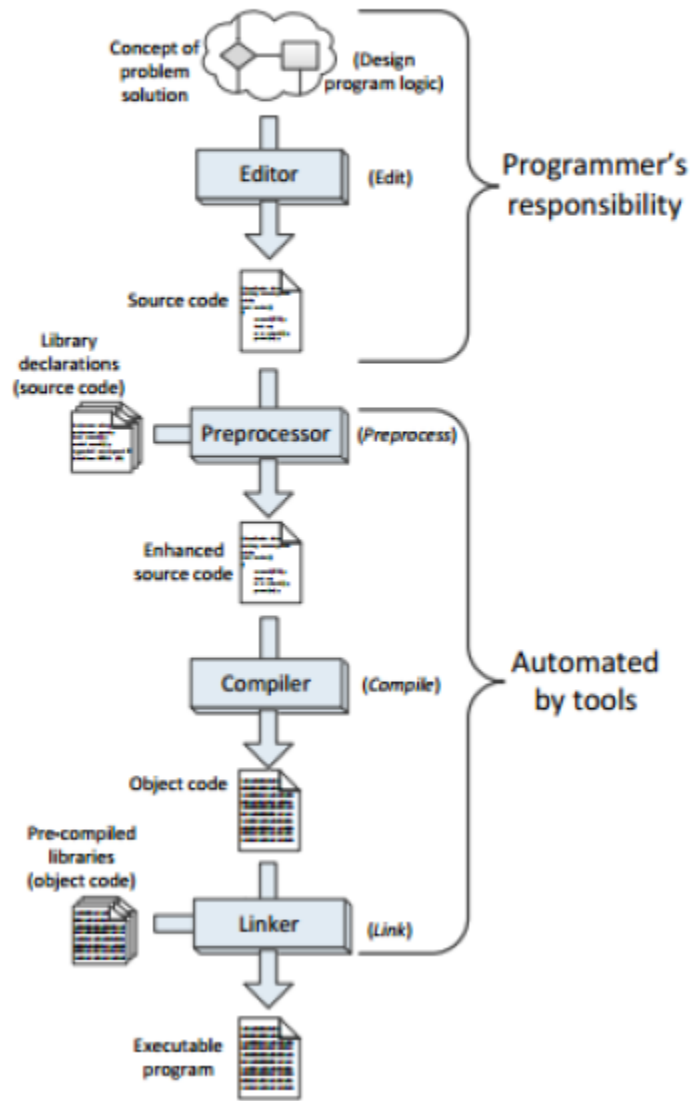 Concept of
problem
solution
(Design
program logic)
Editor
(Edit)
Programmer's
responsibility
Source code
Library
declarations
(source code)
Preprocessor
(Preprocess)
Enhanced
source code
Compiler
(Compile)
Automated
by tools
Object code
Pre-compiled
libraries
(object code)
Linker
(Link)
Executable
program